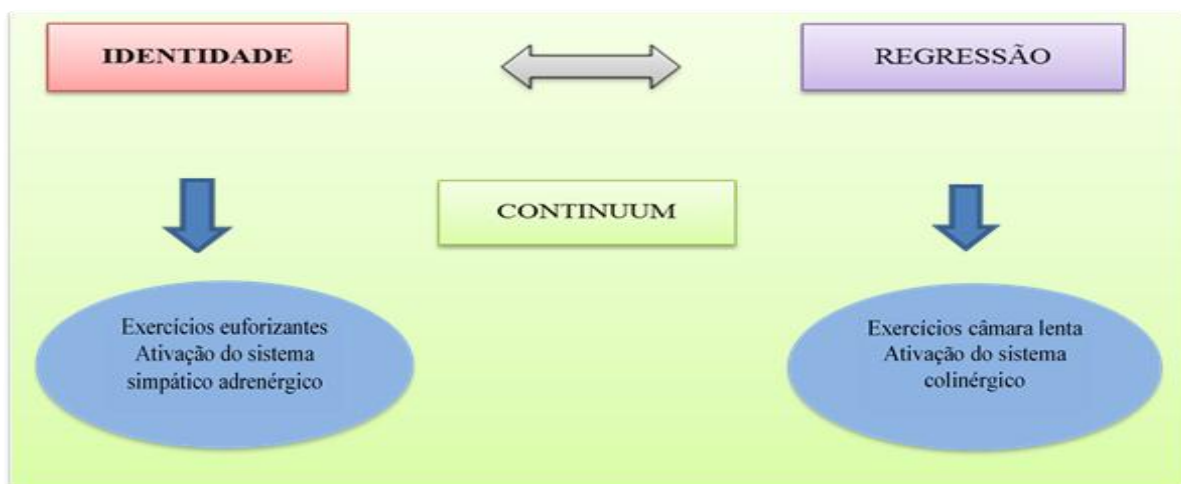 IDENTIDADE
REGRESSÃO
CONTINUUM
Exercícios euforizantes
Ativação do sistema
simpático adrenérgico
Exercícios câmara lenta
Ativação do sistema
colinérgico